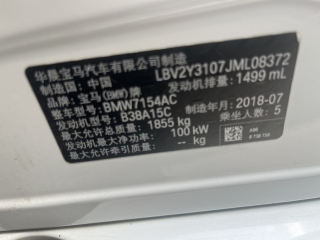 华晨宝马汽车有限公司制造
制造国：中国 LBV2Y3107JML08372
品牌：宝马(BMW)牌 发动机排量：1499 mL
整车型号：BMW7154AC
发动机型号：B38A15C 制造年月：2018-07
最大允许总质量：1855 kg 乘坐人数：5
发动机最大净功率：100 kW
最大允许牵引质量：-- kg